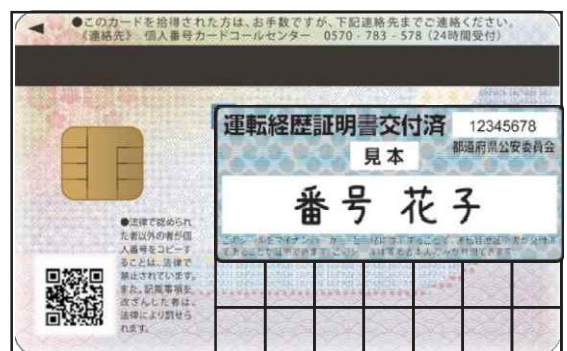 ●このカードを拾得された方は、お手数ですが、下記連絡先までご連絡ください。
《連絡先》 個人番号カードコールセンター 0570-783-578（24時間受付）
運転経歴証明書交付済 12345678
見本 都道府県公安委員会
番号 花子
●法律で認められ
た者以外の者が個
人番号をコピーす
ることは、法律で
禁止されています。
また、記載事項を
改ざんした者は、
法律により罰せら
れます。